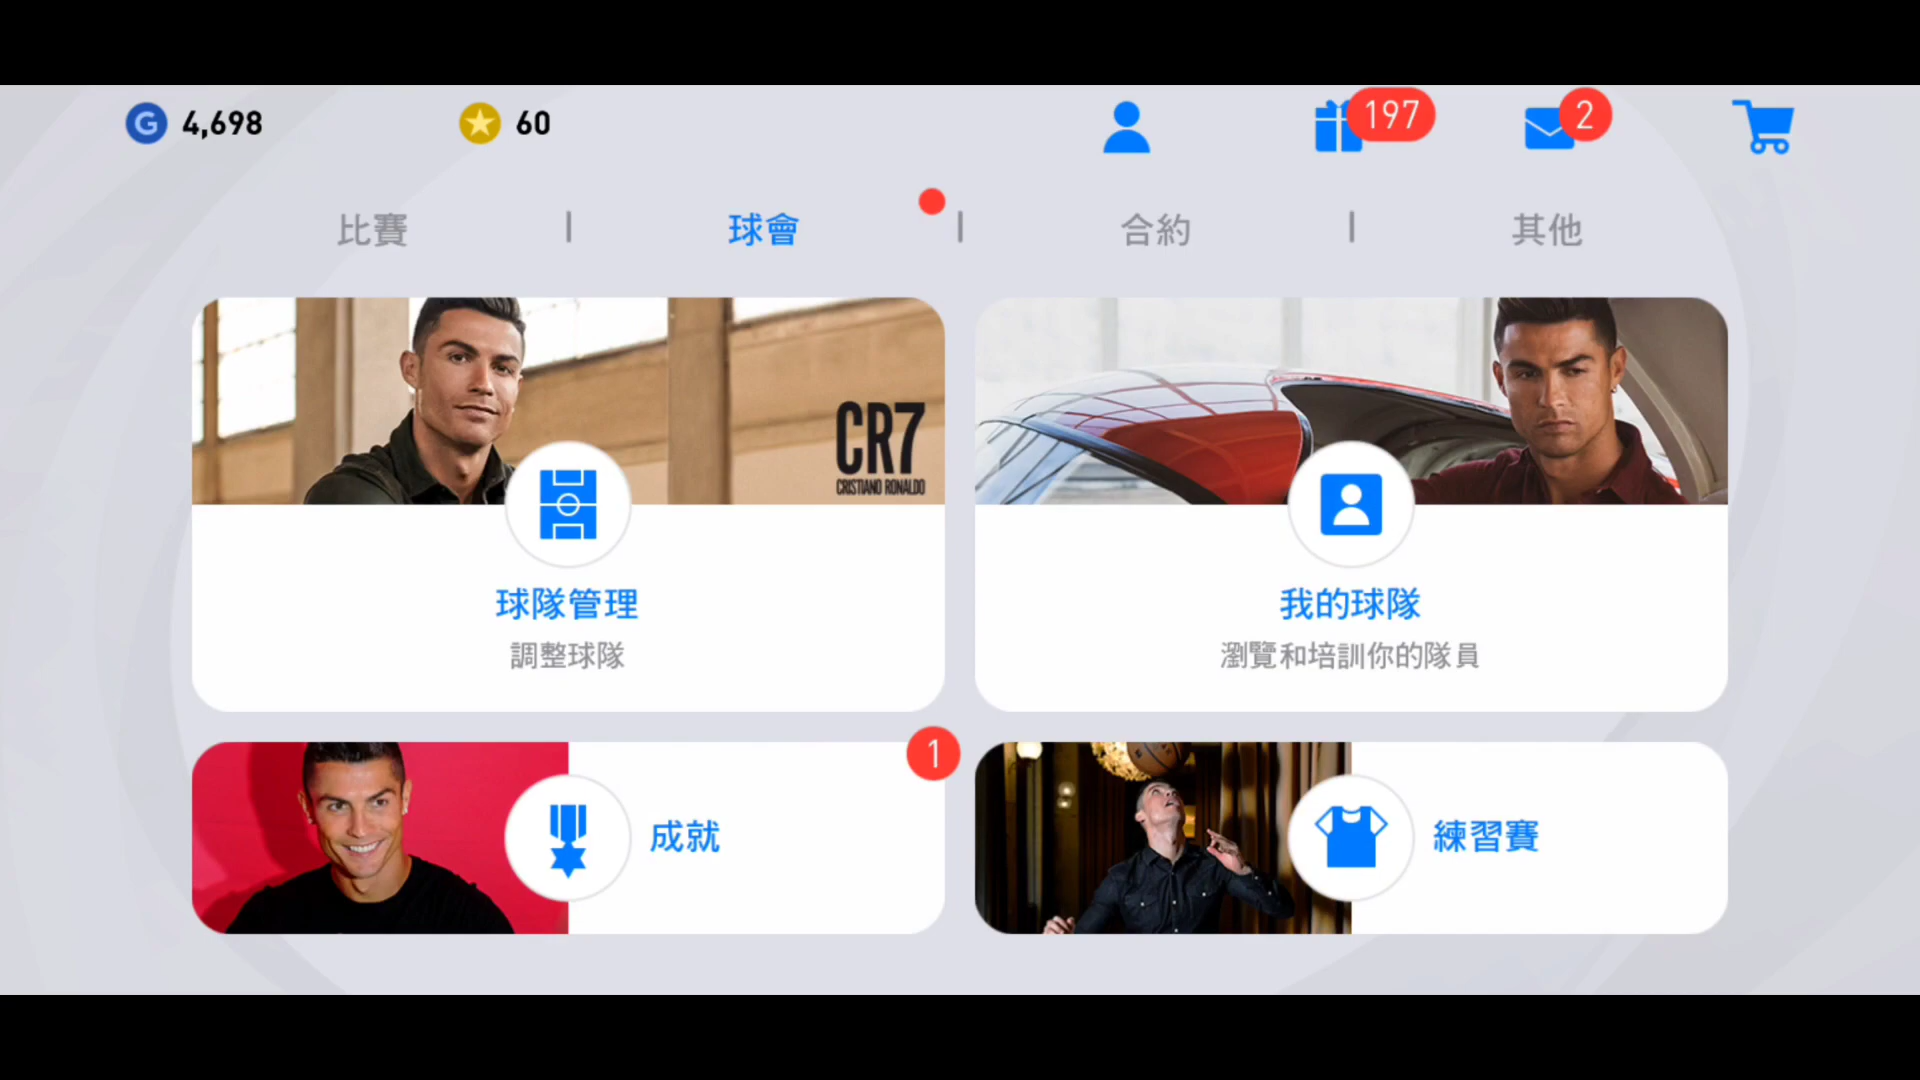 G 4,698
60
197
2
比賽
球會
合約
其他
CR7
CRISTIANO RONALDO
球隊管理
調整球隊
我的球隊
瀏覽和培訓你的隊員
1
成就
練習賽